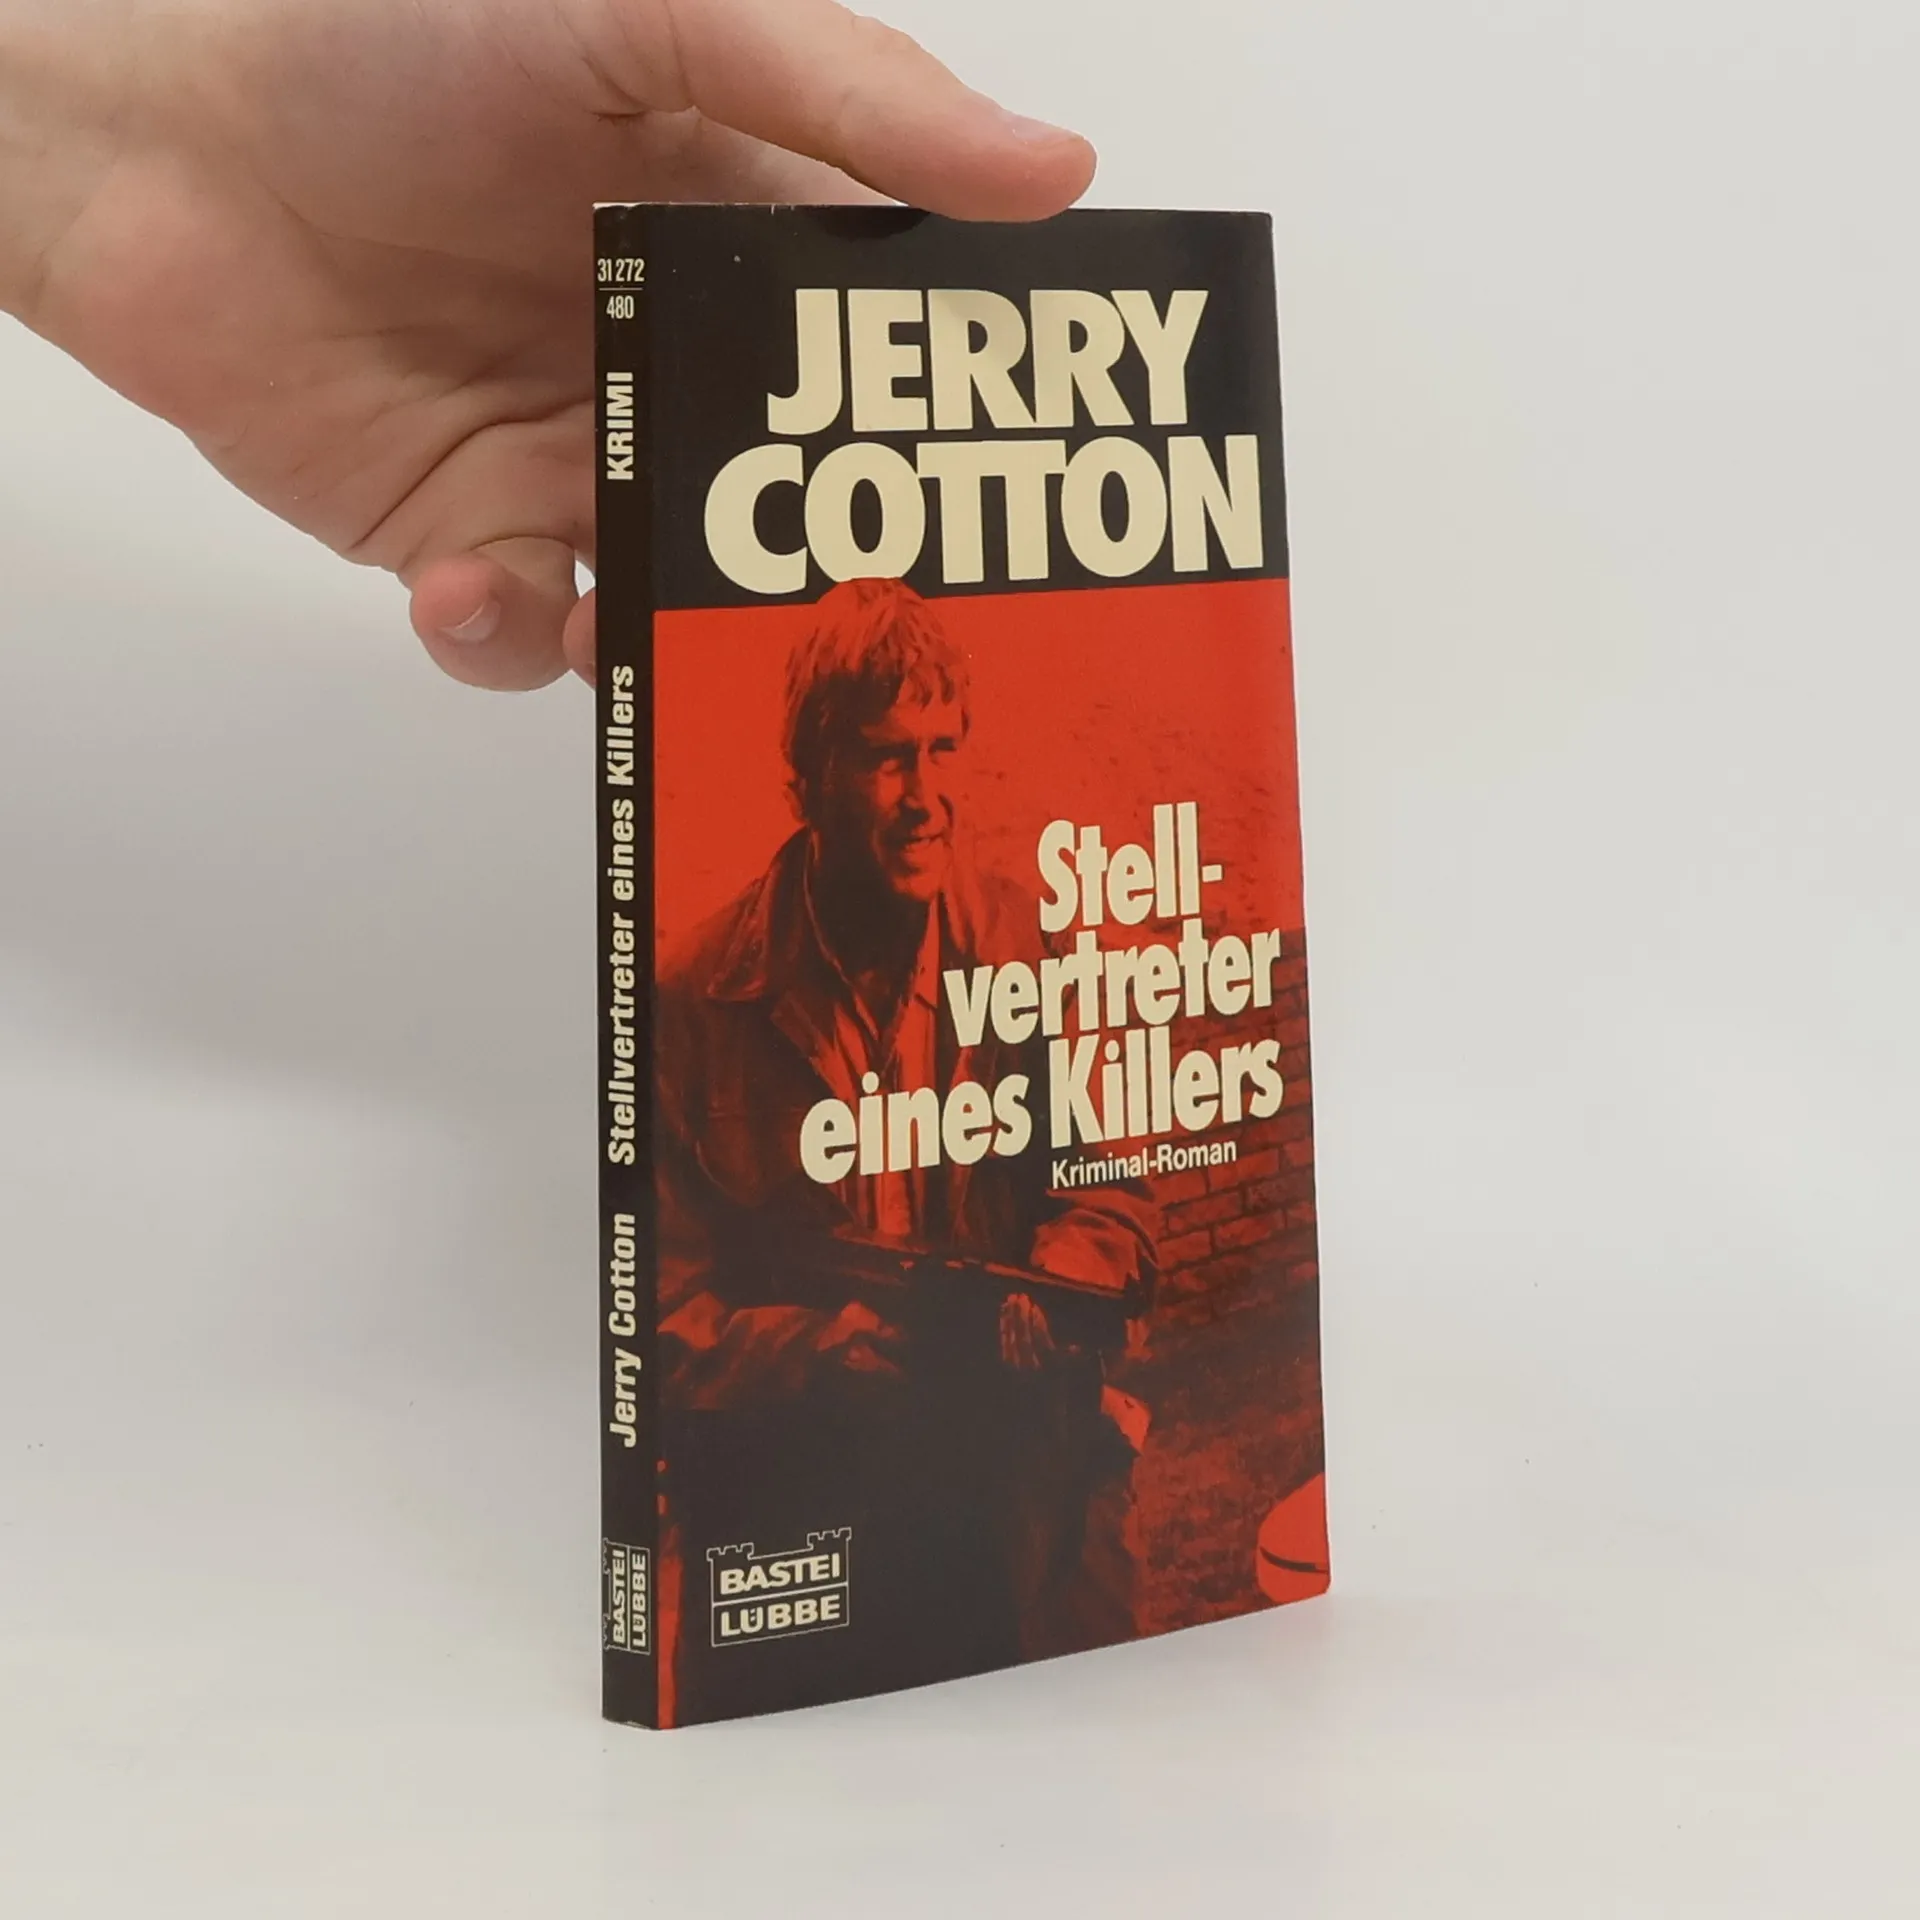 31 272
480
KRIMI
Stellvertreter eines Killers
Jerry Cotton
BASTEI
LÜBBE
JERRY
COTTON
Stell-
vertreter
eines Killers
Kriminal-Roman
BASTEI
LÜBBE